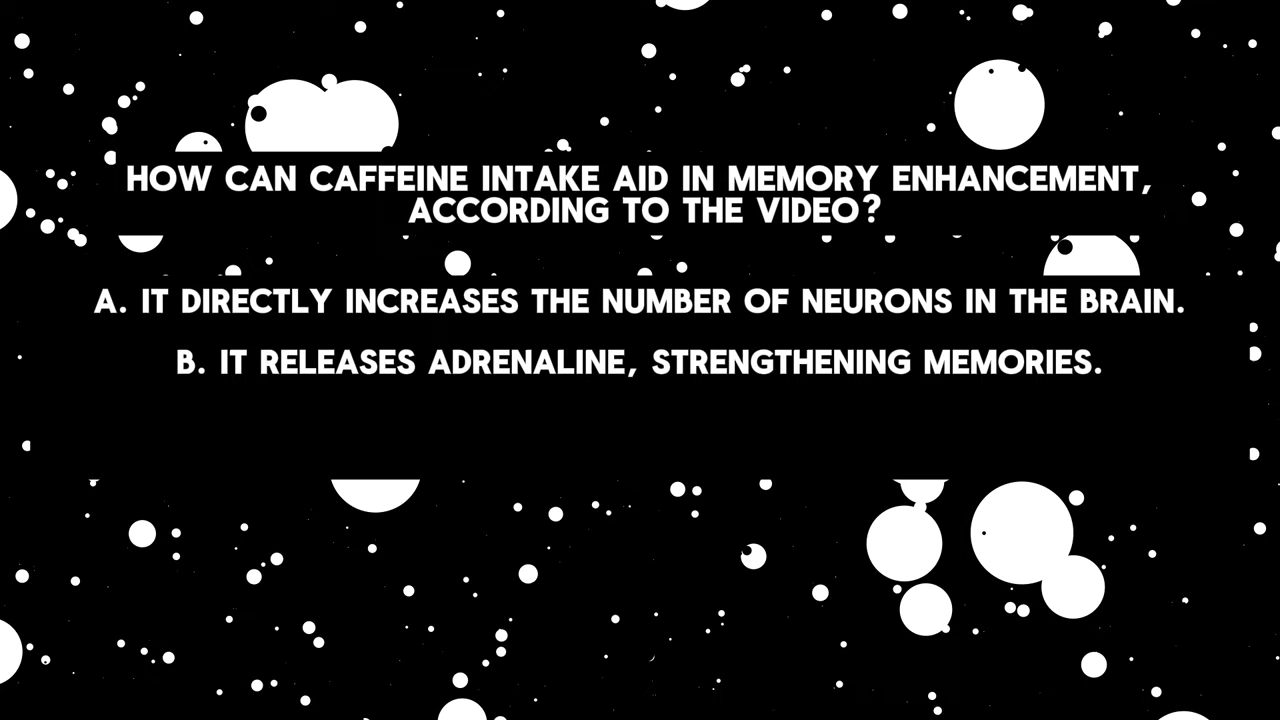 HOW CAN CAFFEINE INTAKE AID IN MEMORY ENHANCEMENT,
ACCORDING TO THE VIDEO?
A. IT DIRECTLY INCREASES THE NUMBER OF NEURONS IN THE BRAIN.
B. IT RELEASES ADRENALINE, STRENGTHENING MEMORIES.